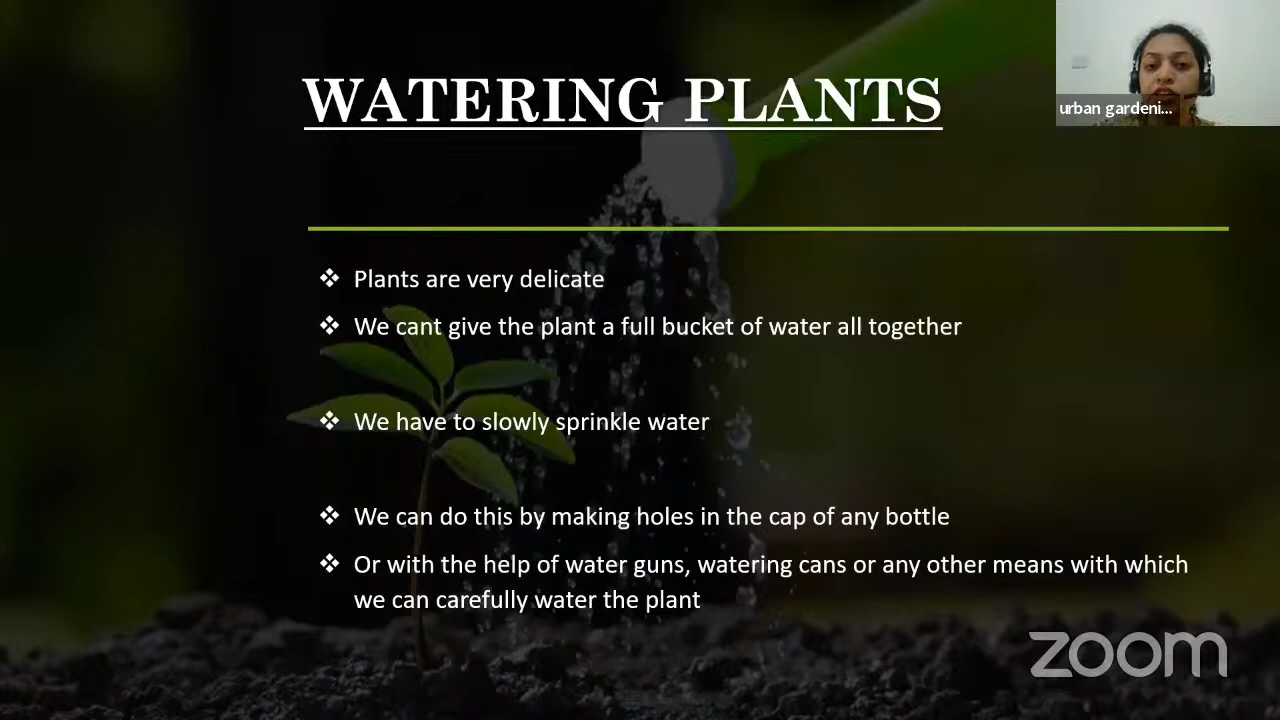 WATERING PLANTS
urban gardeni...
❖ Plants are very delicate
❖ We cant give the plant a full bucket of water all together
❖ We have to slowly sprinkle water
❖ We can do this by making holes in the cap of any bottle
❖ Or with the help of water guns, watering cans or any other means with which
we can carefully water the plant
zoom